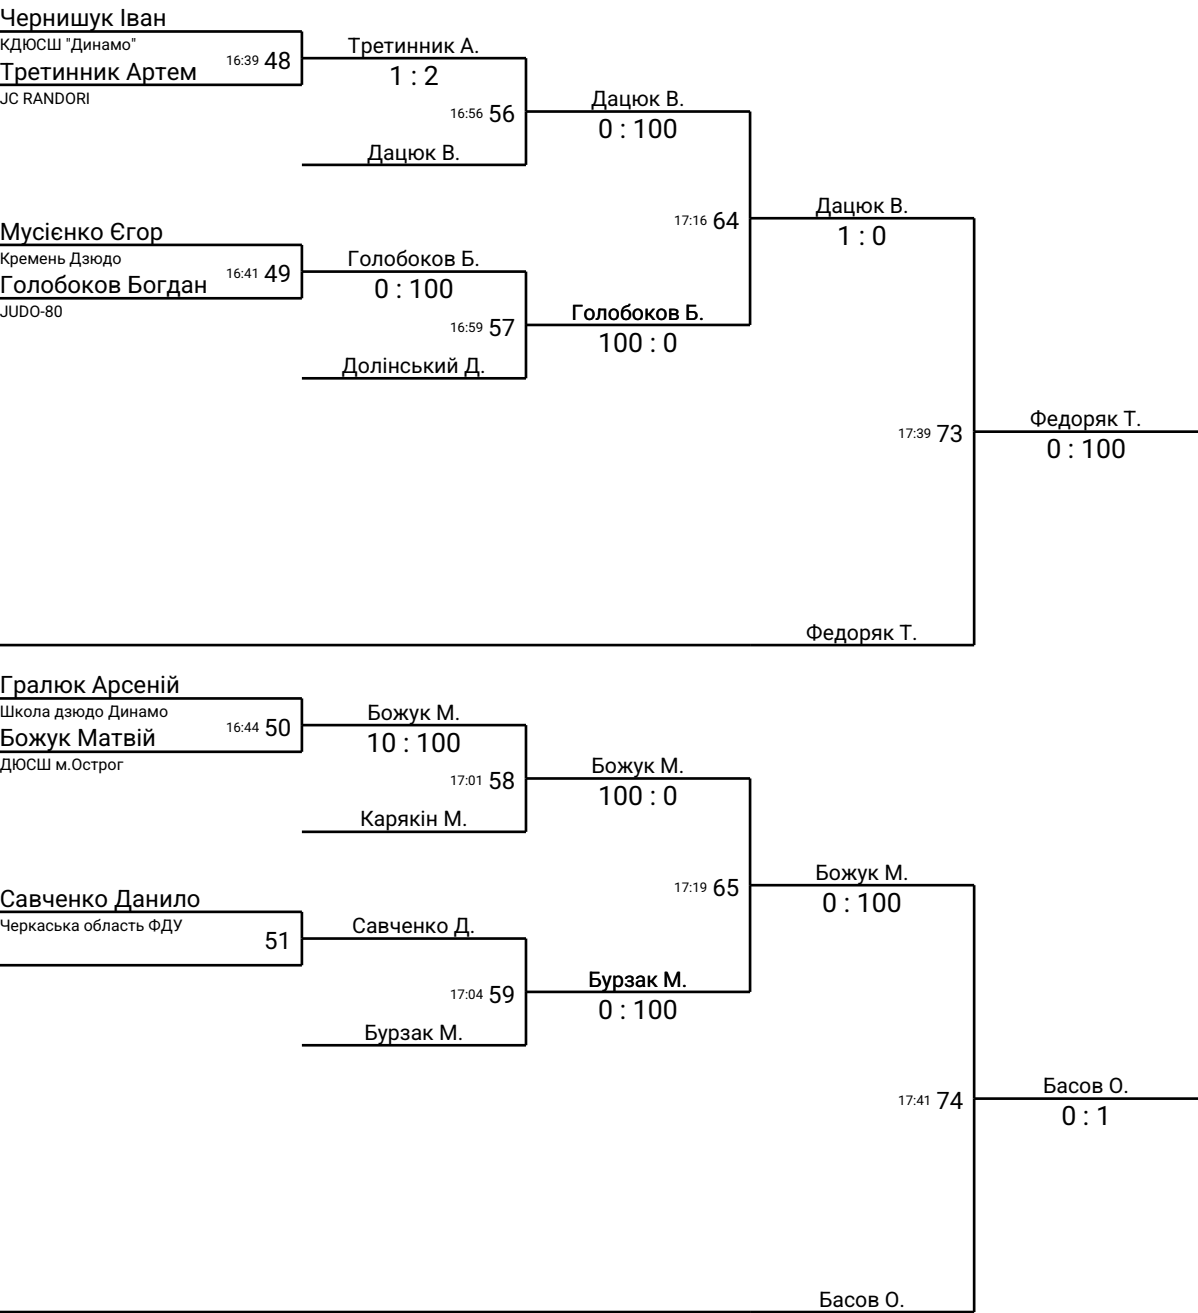 Чернишук Іван
КДЮСШ "Динамо"
16:39 48
Третинник Артем
JC RANDORI
Третинник А.
1 : 2
16:56 56
Дацюк В.
Дацюк В.
0 : 100
17:16 64
Дацюк В.
1 : 0
Мусієнко Єгор
Кремень Дзюдо
16:41 49
Голобоков Богдан
JUDO-80
Голобоков Б.
0 : 100
16:59 57
Голобоков Б.
100 : 0
Долінський Д.
17:39 73
Федоряк Т.
0 : 100
Федоряк Т.
Гралюк Арсеній
Школа дзюдо Динамо
16:44 50
Божук Матвій
ДЮСШ м.Острог
Божук М.
10 : 100
17:01 58
Божук М.
100 : 0
Карякін М.
17:19 65
Божук М.
0 : 100
Савченко Данило
Черкаська область ФДУ
51
Савченко Д.
17:04 59
Бурзак М.
0 : 100
Бурзак М.
17:41 74
Басов О.
0 : 1
Басов О.